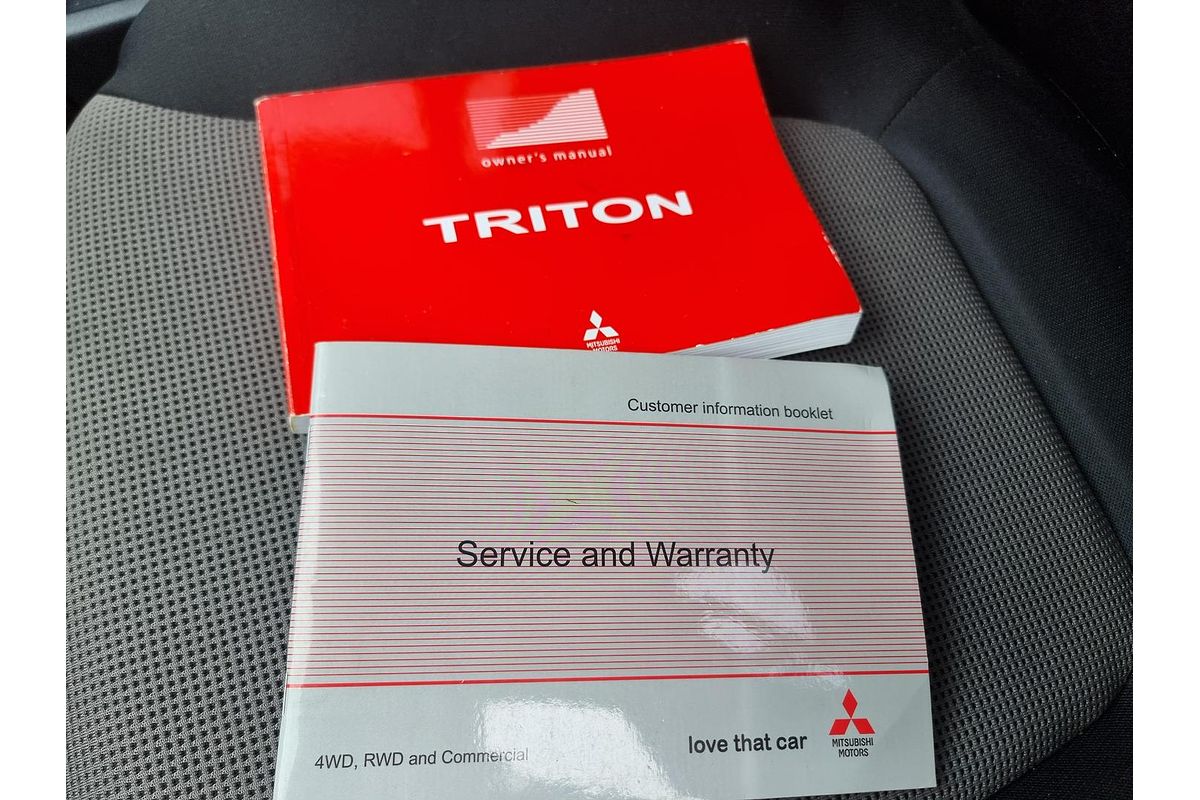 owner's manual
TRITON
MITSUBISHI
MOTORS
Customer information booklet
Service and Warranty
4WD, RWD and Commercial
love that car
MITSUBISHI
MOTORS